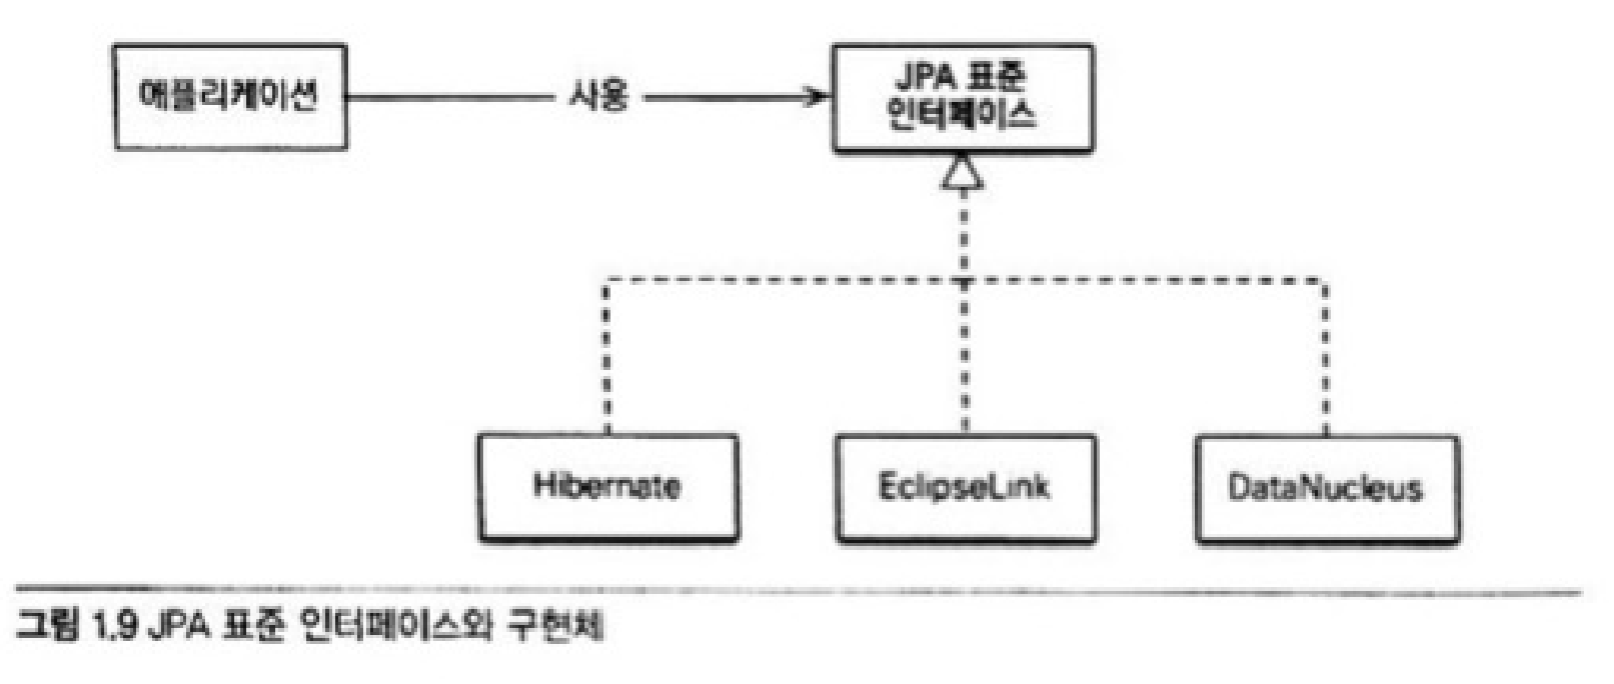 애플리케이션
사용
JPA 표준
인터페이스
Hibernate
EclipseLink
DataNucleus
그림 1.9 JPA 표준 인터페이스와 구현체